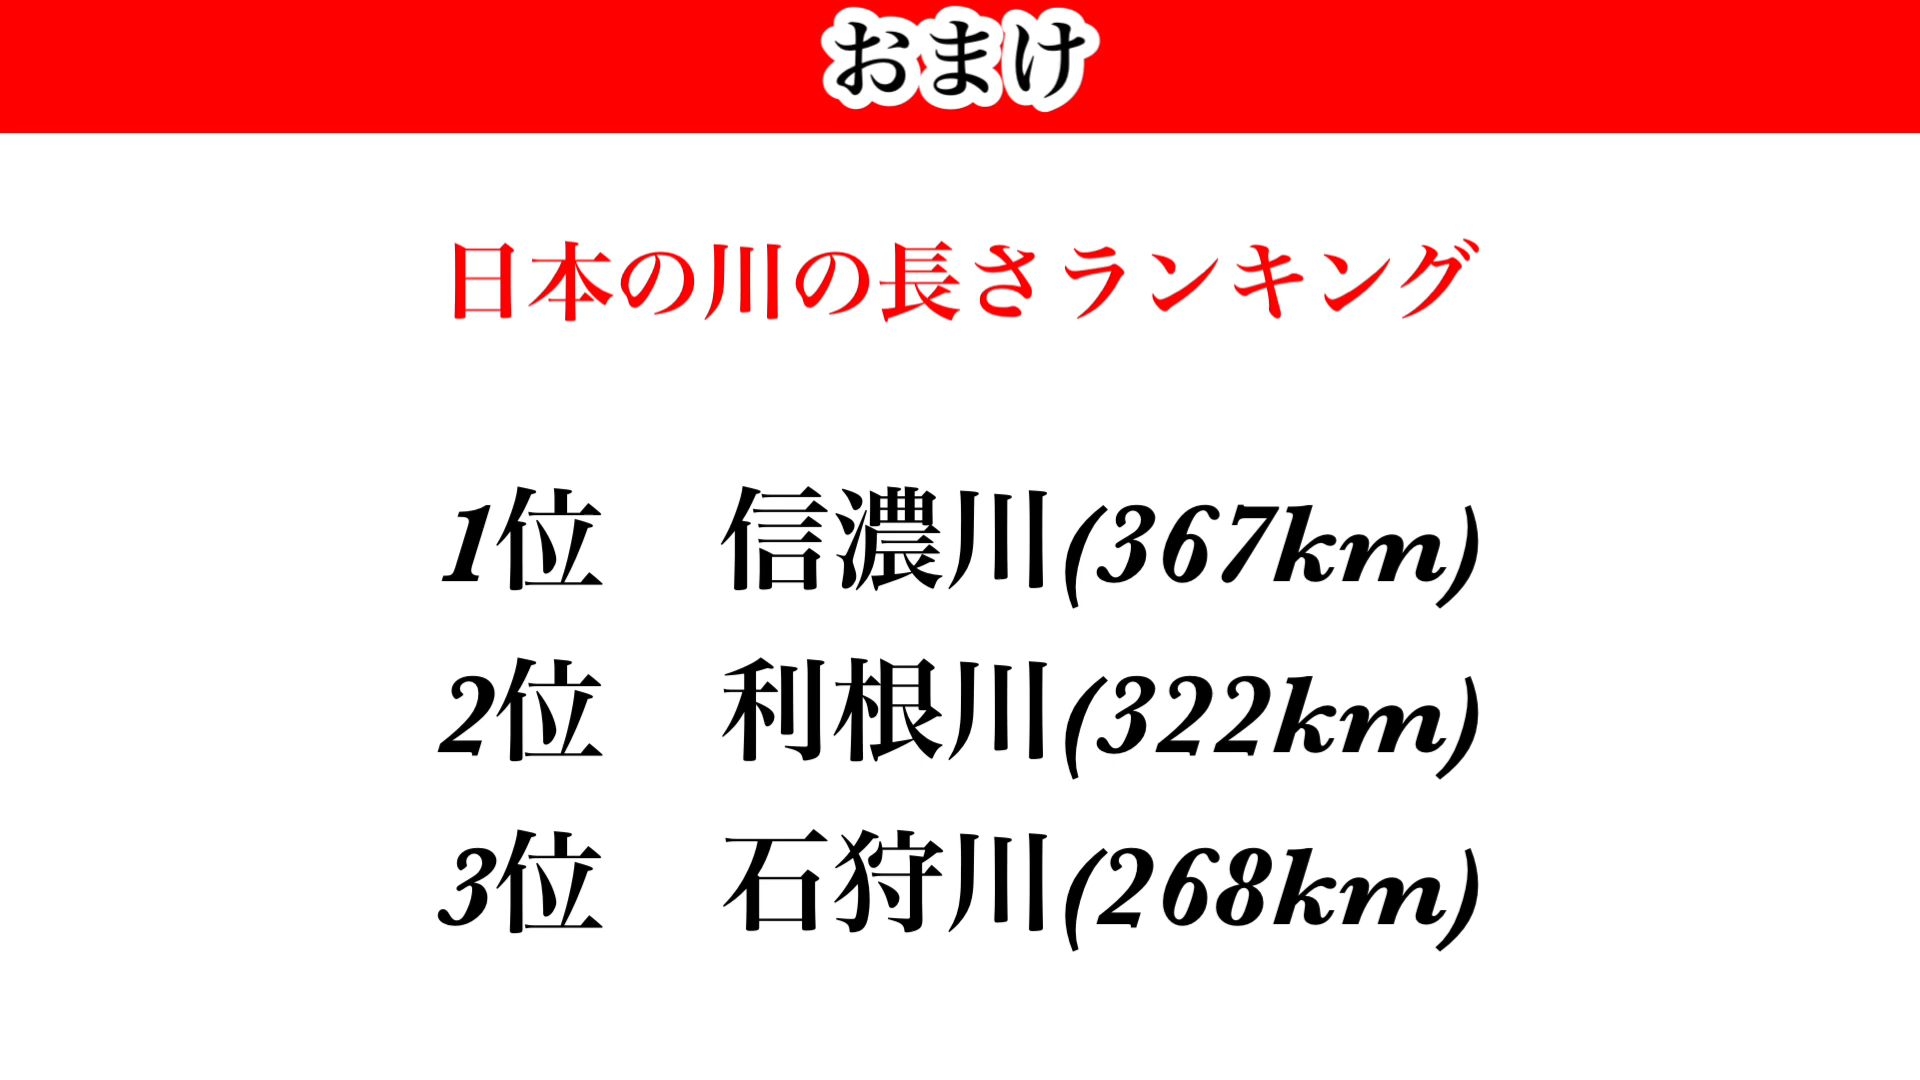 おまけ
日本の川の長さランキング
1位　信濃川(367km)
2位　利根川(322km)
3位　石狩川(268km)